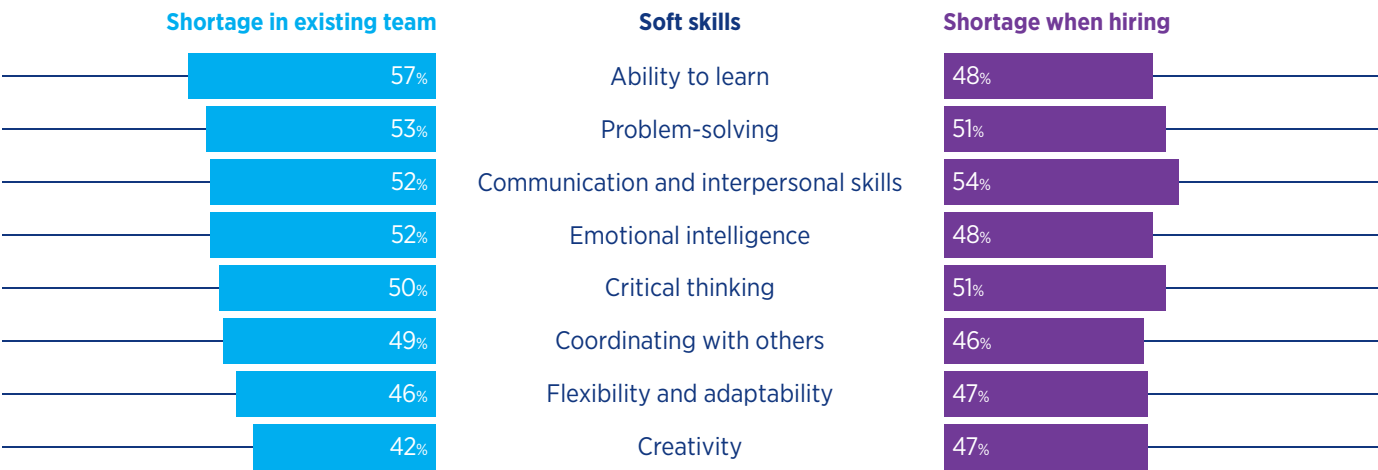 Shortage in existing team Soft skills Shortage when hiring
57% Ability to learn 48%
53% Problem-solving 51%
52% Communication and interpersonal skills 54%
52% Emotional intelligence 48%
50% Critical thinking 51%
49% Coordinating with others 46%
46% Flexibility and adaptability 47%
42% Creativity 47%